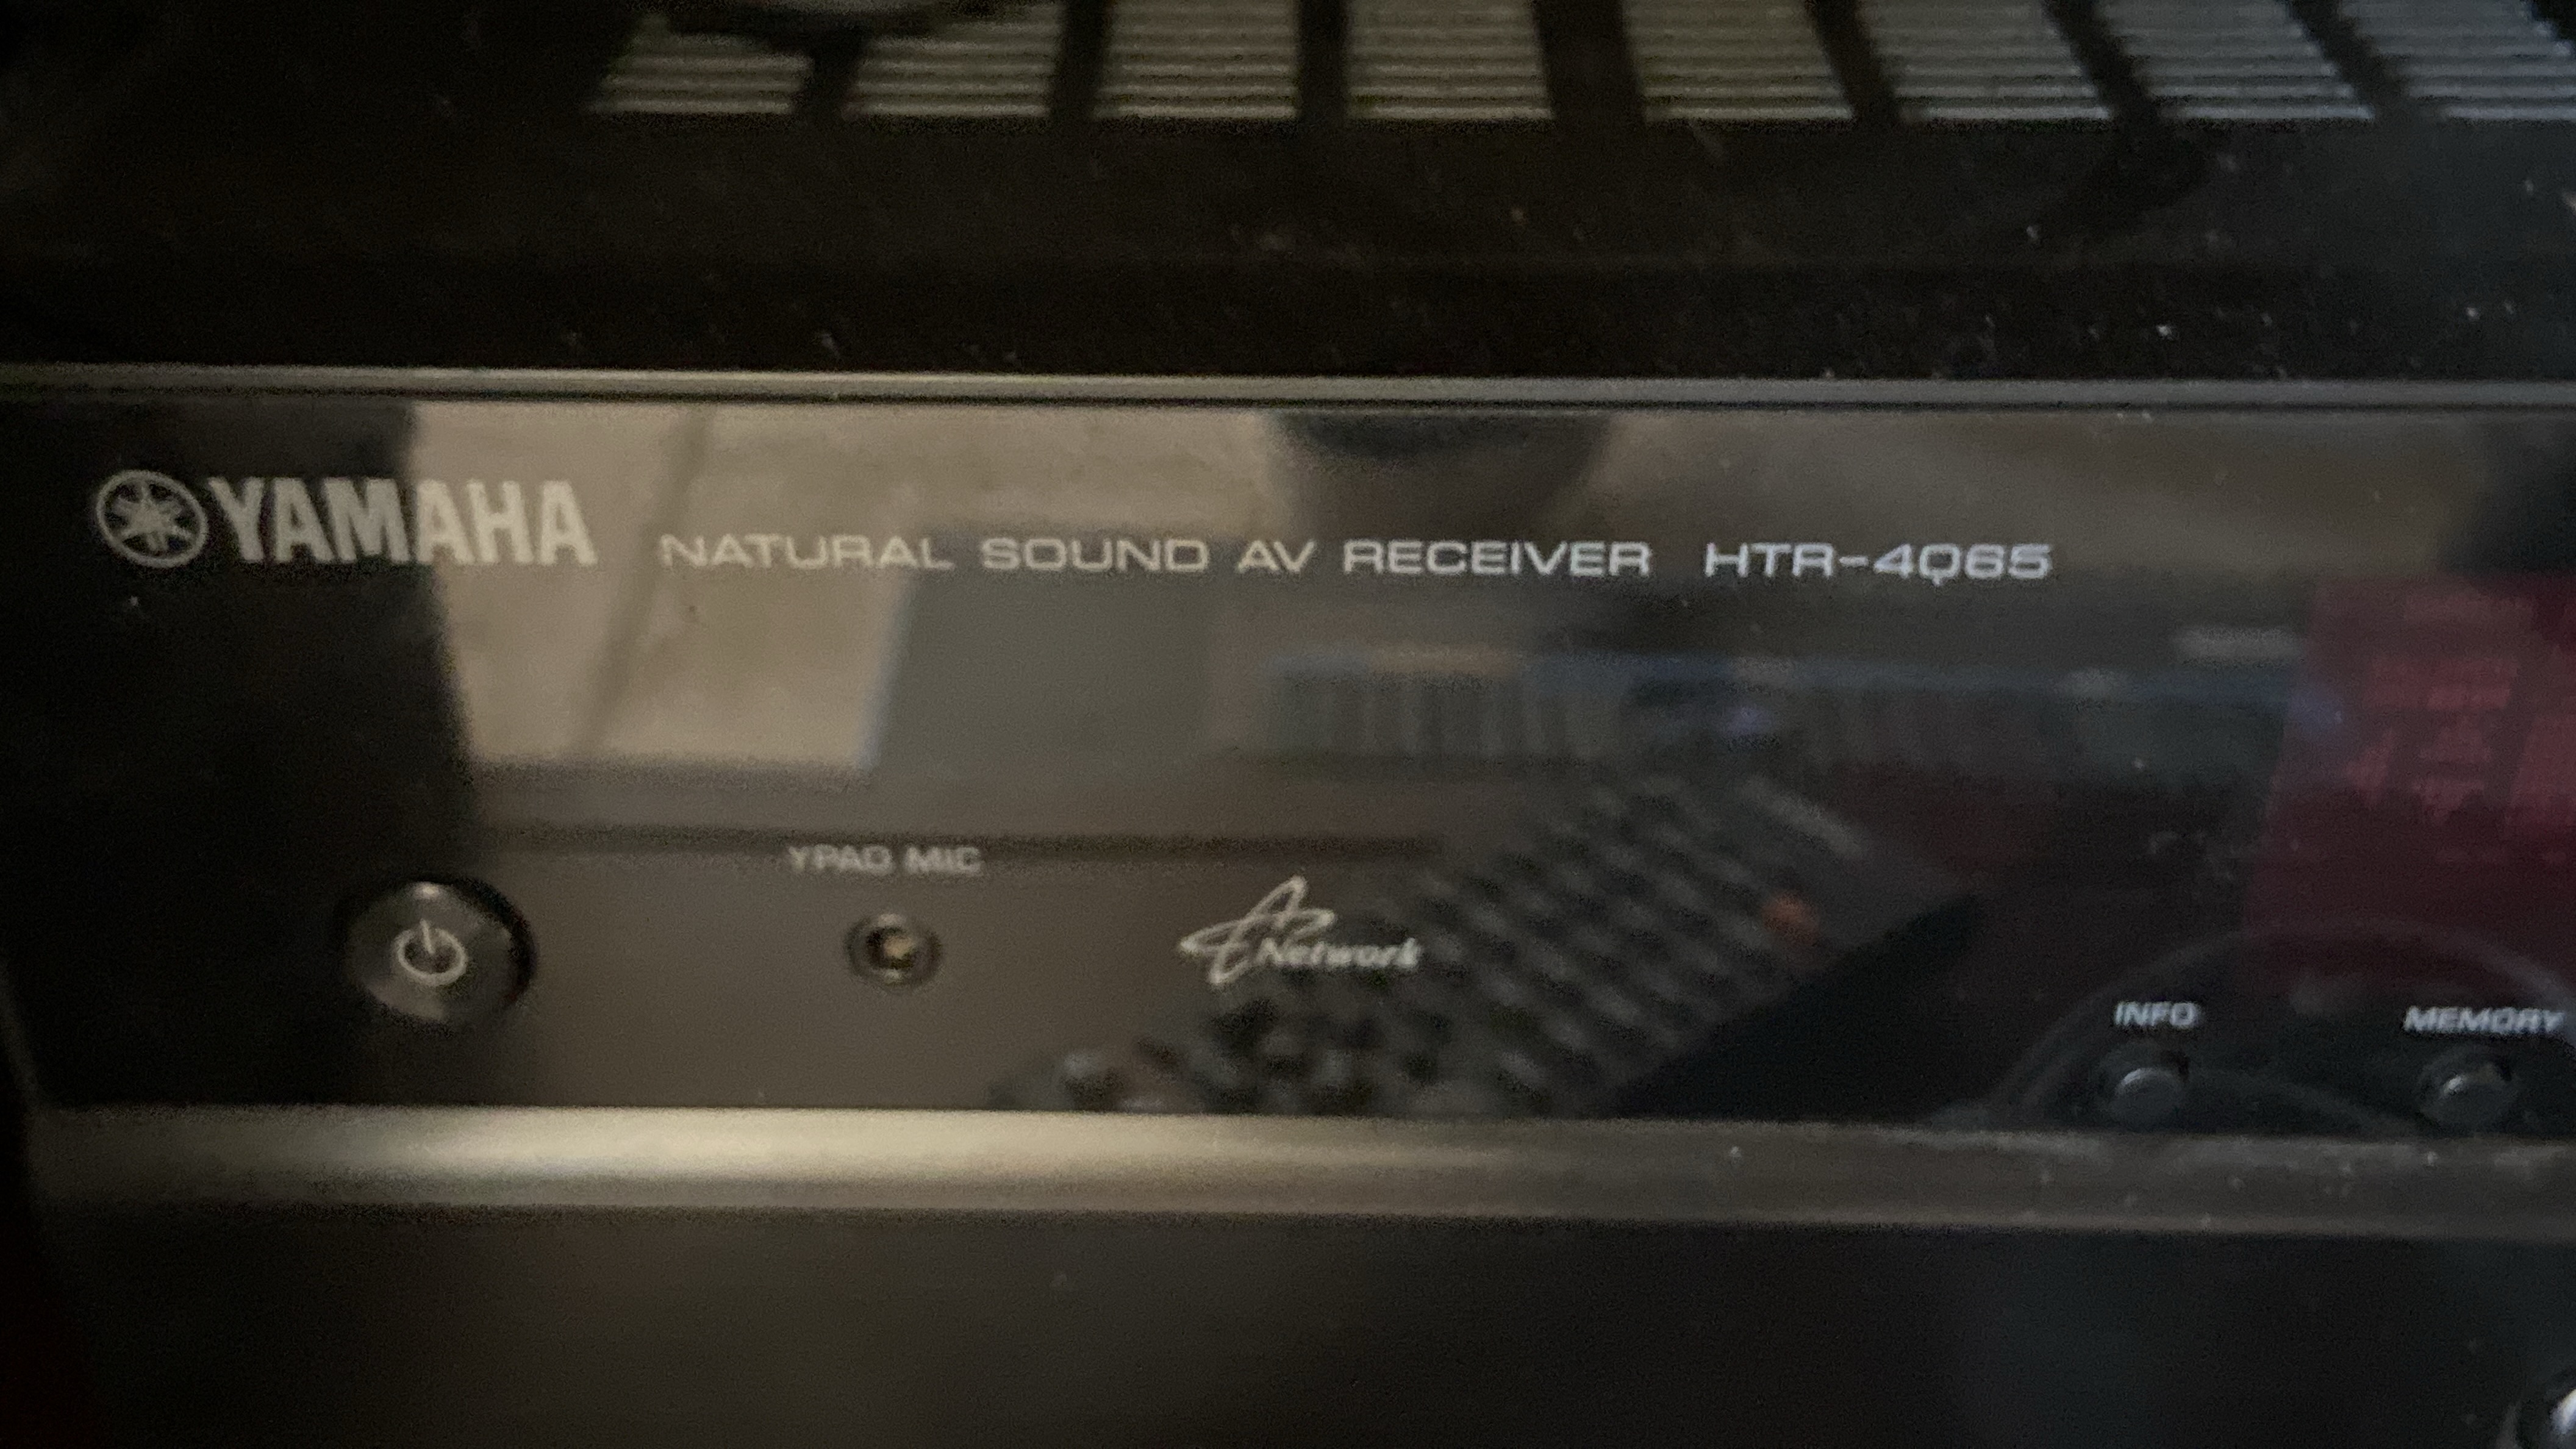 YAMAHA NATURAL SOUND AV RECEIVER HTR-4065
YPAO MIC
Network
INFO
MEMORY